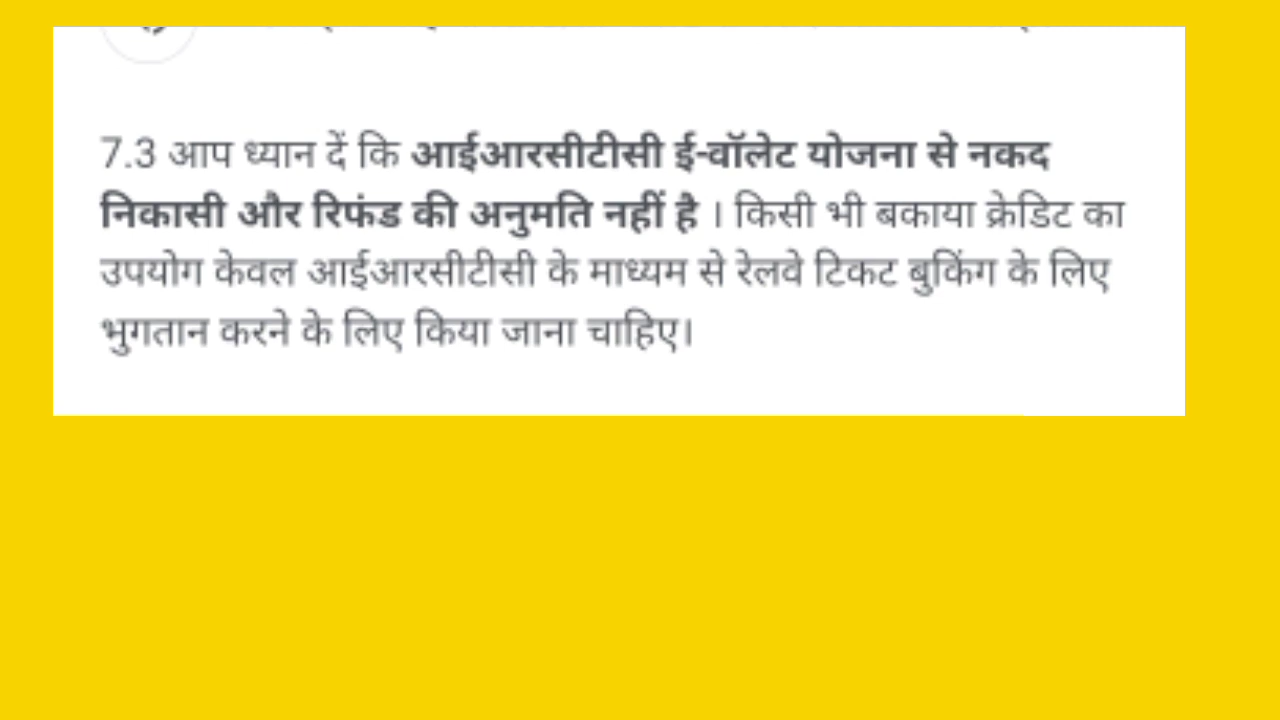 7.3 आप ध्यान दें कि आईआरसीटीसी ई-वॉलेट योजना से नकद
निकासी और रिफंड की अनुमति नहीं है । किसी भी बकाया क्रेडिट का
उपयोग केवल आईआरसीटीसी के माध्यम से रेलवे टिकट बुकिंग के लिए
भुगतान करने के लिए किया जाना चाहिए।